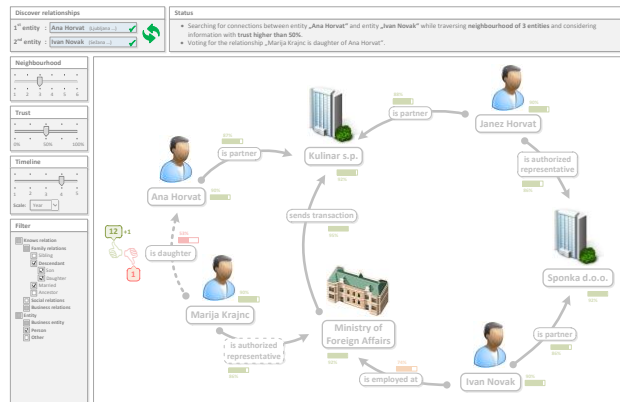 Discover relationships
1st entity : Ana Horvat (Ljubljana ...)
2nd entity : Ivan Novak
Status
• Searching for connections between entity „Ana Horvat" and entity „Ivan Novak" while traversing neighbourhood of 3 entities and considering
information with trust higher than 50%.
• Voting for the relationship „Marija Krajnc is daughter of Ana Horvat".
Neighbourhood
1 2 3 4 5 6
Trust
0% 50% 100%
Timeline
1 2 3 4 5
Scale: Year
Filter
Known relation
Family relations
Sibling
Descendant
Son
Daughter
Married
Ancestor
Social relations
Business relations
Entity
Business entity
Person
Other
is partner
Kulinar s.p.
is partner
Janez Horvat
Ana Horvat
is authorized
representative
12 +1
1
is daughter
sends transaction
Sponka d.o.o.
Marija Krajnc
Ministry of
Foreign Affairs
is authorized
representative
is partner
is employed at
Ivan Novak